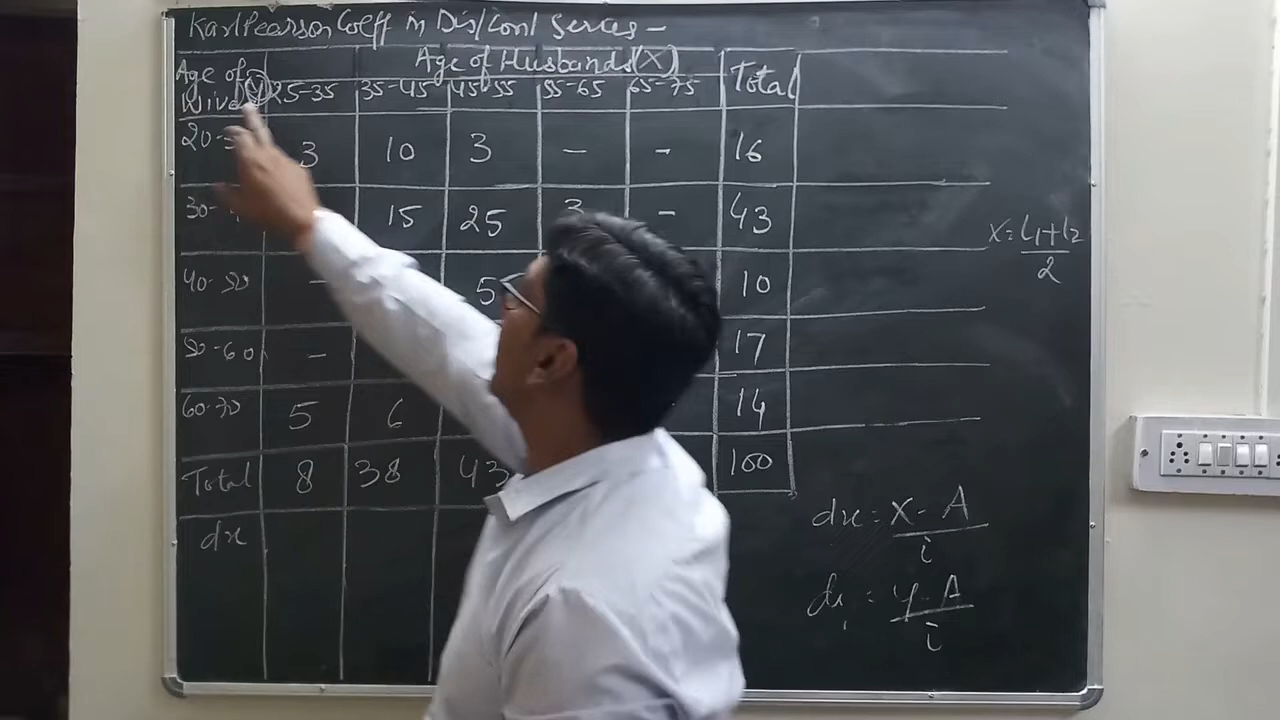 Karl Pearson Coeff in Dis/Cont Series -
Age of Husbands (X)
Age of Wives (Y) 25-35 35-45 45-55 55-65 65-75 Total
3 10 3 - - 16
15 25 3 - 43
40-50 - 5 10
50-60 - 17
60-70 5 6 14
Total 8 38 43 100
dx
X = l1+l2
2
dx = X - A
i
= Y - A
i